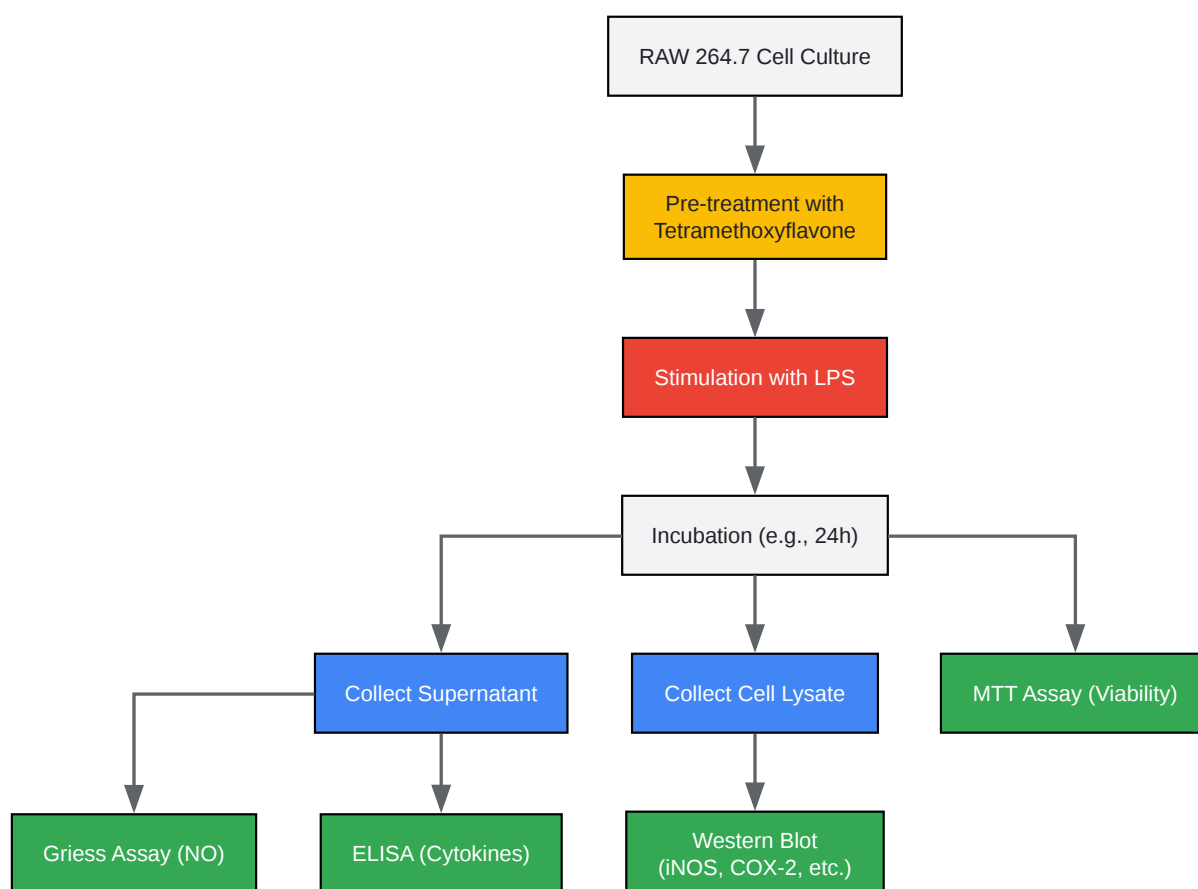 RAW 264.7 Cell Culture
Pre-treatment with
Tetramethoxyflavone
Stimulation with LPS
Incubation (e.g., 24h)
Collect Supernatant
Collect Cell Lysate
MTT Assay (Viability)
Griess Assay (NO)
ELISA (Cytokines)
Western Blot
(iNOS, COX-2, etc.)